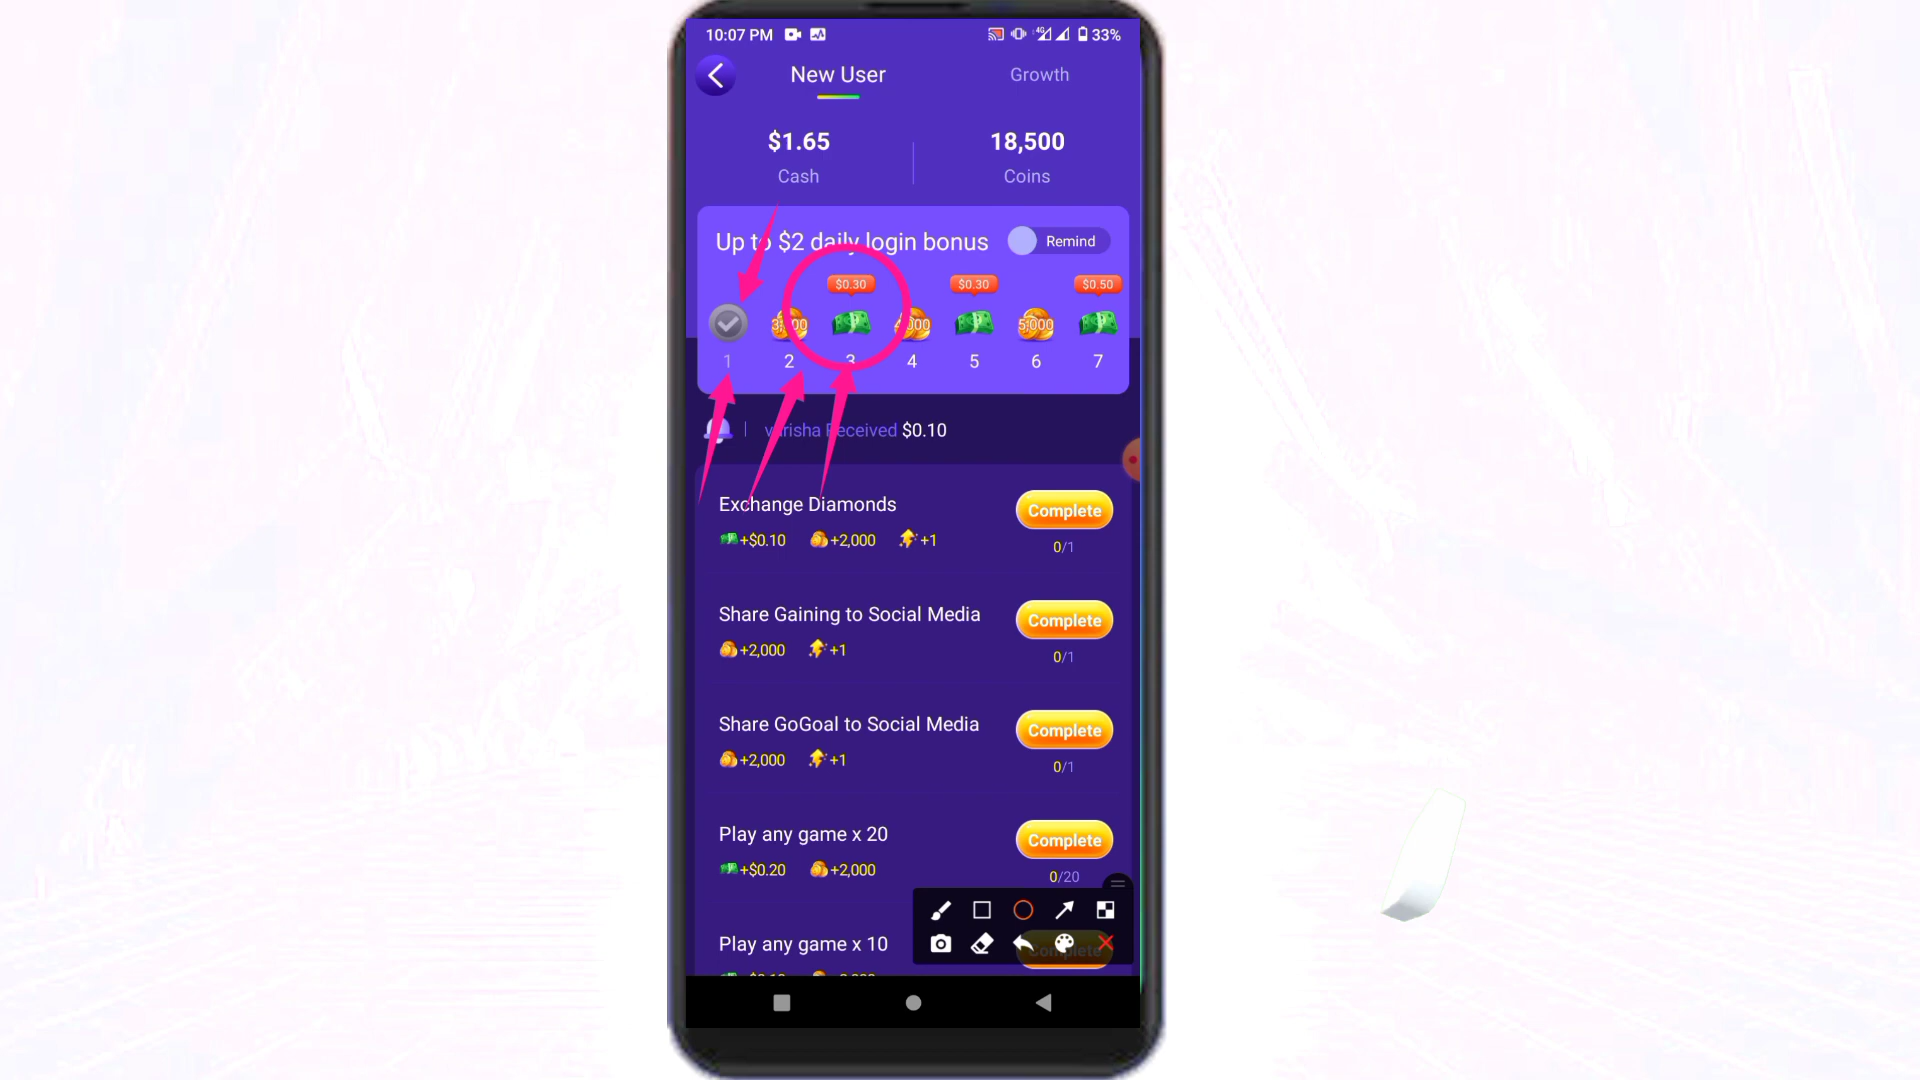 10:07 PM 4G 33%
New User Growth
$1.65 18,500
Cash Coins
Up to $2 daily login bonus Remind
$0.30 $0.30 $0.50
5,000
1 2 3 4 5 6 7
Received $0.10
Exchange Diamonds Complete
+$0.10 +2,000 +1 0/1
Share Gaining to Social Media Complete
+2,000 +1 0/1
Share GoGoal to Social Media Complete
+2,000 +1 0/1
Play any game x 20 Complete
+$0.20 +2,000 0/20
Play any game x 10 Complete